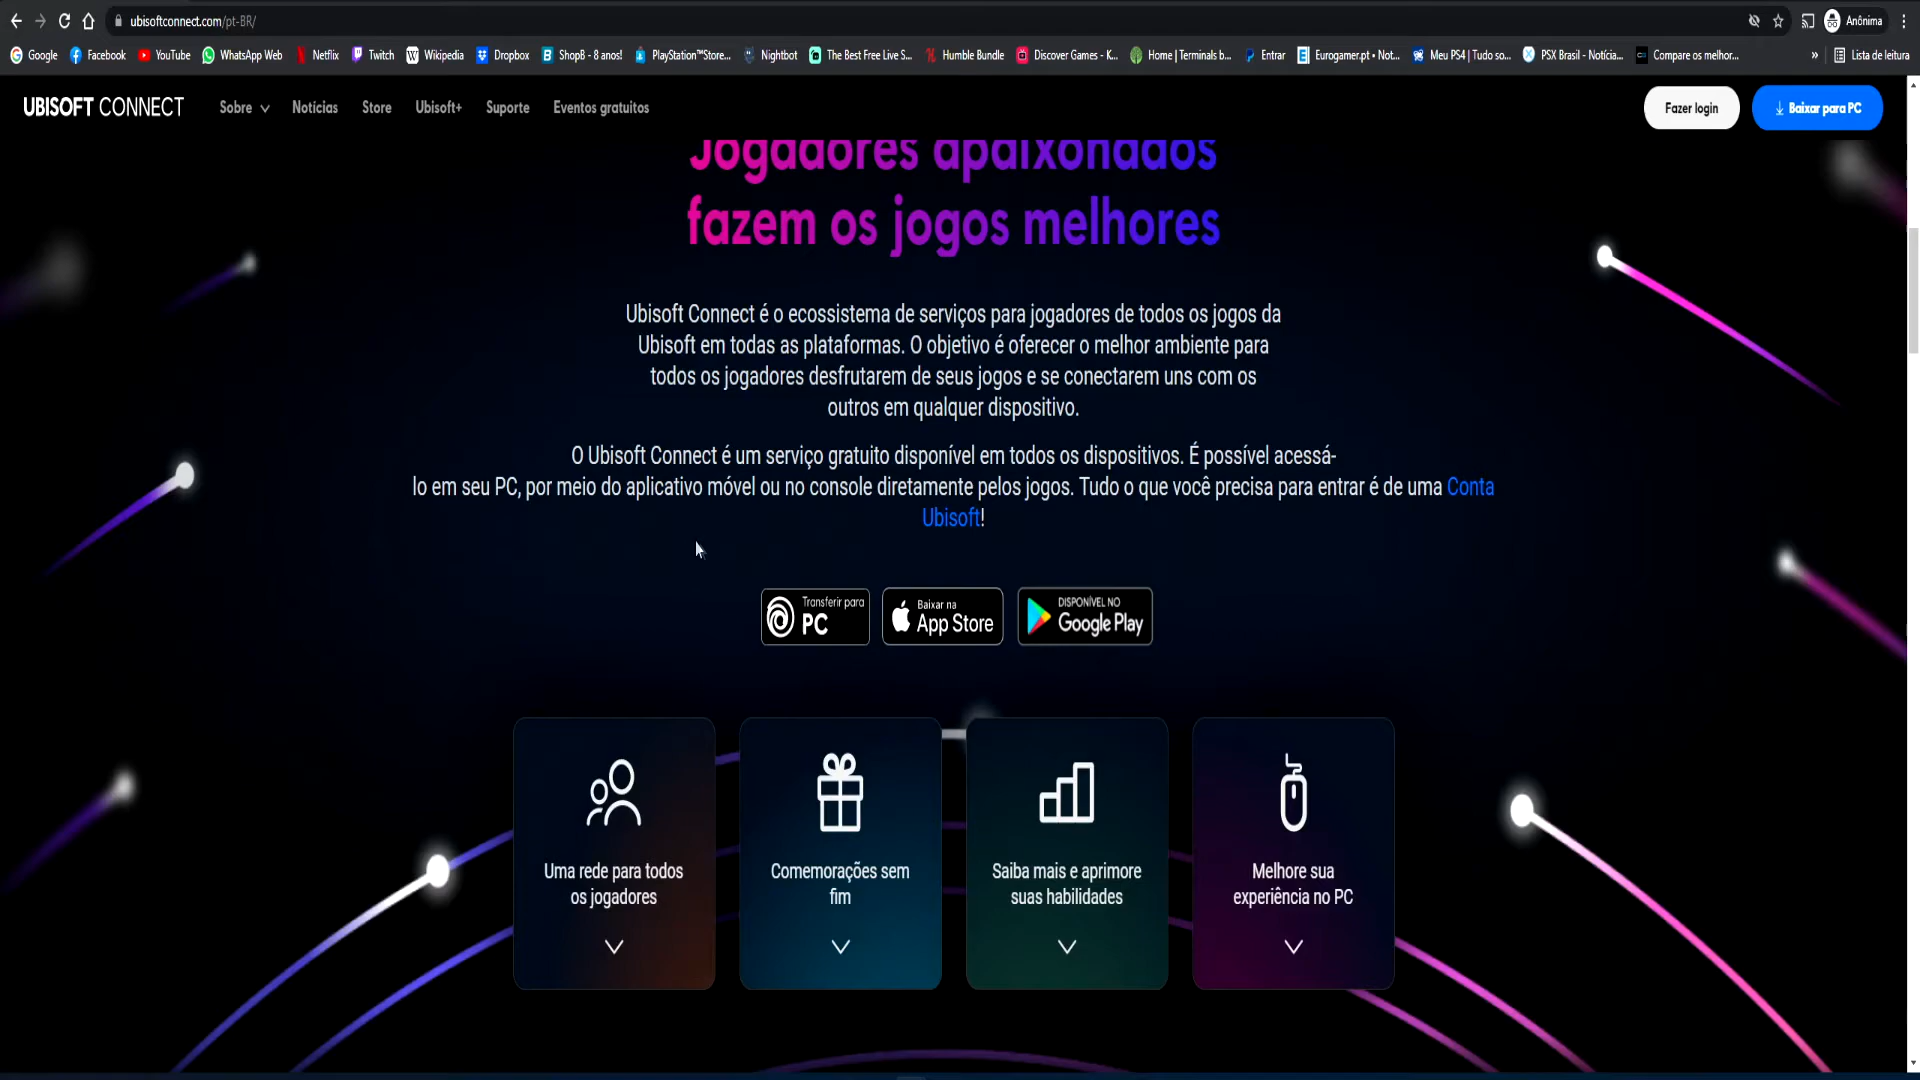 ubisoftconnect.com/pt-BR/
Anônima
Google Facebook YouTube WhatsApp Web Netflix Twitch Wikipedia Dropbox ShopB - 8 anos! PlayStation™Store... Nightbot The Best Free Live S... Humble Bundle Discover Games - K... Home | Terminals b... Entrar Eurogamer.pt • Not... Meu PS4 | Tudo so... PSX Brasil - Notícia... Compare os melhor... » Lista de leitura
UBISOFT CONNECT Sobre Notícias Store Ubisoft+ Suporte Eventos gratuitos Fazer login Baixar para PC
Jogadores apaixonados
fazem os jogos melhores
Ubisoft Connect é o ecossistema de serviços para jogadores de todos os jogos da
Ubisoft em todas as plataformas. O objetivo é oferecer o melhor ambiente para
todos os jogadores desfrutarem de seus jogos e se conectarem uns com os
outros em qualquer dispositivo.
O Ubisoft Connect é um serviço gratuito disponível em todos os dispositivos. É possível acessá-
lo em seu PC, por meio do aplicativo móvel ou no console diretamente pelos jogos. Tudo o que você precisa para entrar é de uma Conta
Ubisoft!
Transferir para
PC
Baixar na
App Store
DISPONÍVEL NO
Google Play
Uma rede para todos
os jogadores
Comemorações sem
fim
Saiba mais e aprimore
suas habilidades
Melhore sua
experiência no PC